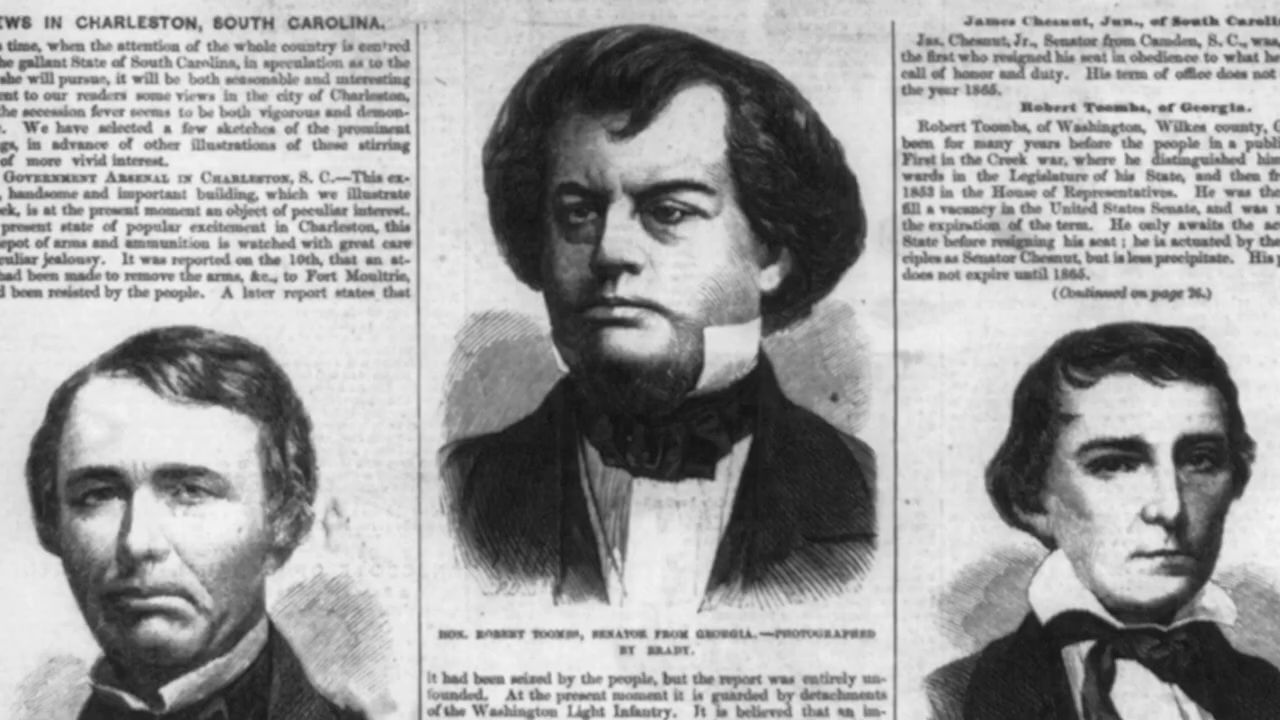 EWS IN CHARLESTON, SOUTH CAROLINA.
time, when the attention of the whole country is centred
he gallant State of South Carolina, in speculation as to the
she will pursue, it will be both seasonable and interesting
ent to our readers some views in the city of Charleston,
the secession fever seems to be both vigorous and demon-
. We have selected a few sketches of the prominent
gs, in advance of other illustrations of these stirring
of more vivid interest.
GOVERNMENT ARSENAL IN CHARLESTON, S. C.—This ex-
, handsome and important building, which we illustrate
ek, is at the present moment an object of peculiar interest.
present state of popular excitement in Charleston, this
epot of arms and ammunition is watched with great care
culiar jealousy. It was reported on the 10th, that an at-
had been made to remove the arms, &c., to Fort Moultrie,
d been resisted by the people. A later report states that
HON. ROBERT TOOMBS, SENATOR FROM GEORGIA.—PHOTOGRAPHED
BY BRADY.
it had been seized by the people, but the report was entirely un-
founded. At the present moment it is guarded by detachments
of the Washington Light Infantry. It is believed that an im-
James Chesnut, Jun., of South Caroli
Jas. Chesnut, Jr., Senator from Camden, S. C., was
the first who resigned his seat in obedience to what he
call of honor and duty. His term of office does not
the year 1865.
Robert Toombs, of Georgia.
Robert Toombs, of Washington, Wilkes county,
been for many years before the people in a publi
First in the Creek war, where he distinguished him
wards in the Legislature of his State, and then fr
1853 in the House of Representatives. He was the
fill a vacancy in the United States Senate, and was
the expiration of the term. He only awaits the ac
State before resigning his seat; he is actuated by the
ciples as Senator Chesnut, but is less precipitate. His
does not expire until 1865.
(Continued on page 26.)